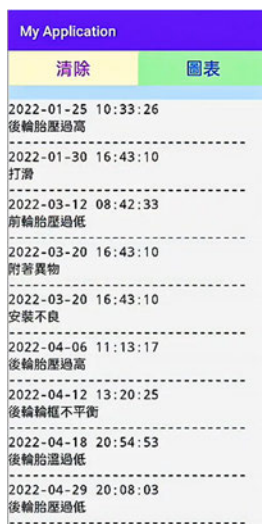 My Application
清除 圖表
2022-01-25 10:33:26
後輪胎壓過高
2022-01-30 16:43:10
打滑
2022-03-12 08:42:33
前輪胎壓過低
2022-03-20 16:43:10
附著異物
2022-03-20 16:43:10
安裝不良
2022-04-06 11:13:17
後輪胎壓過高
2022-04-12 13:20:25
後輪輪框不平衡
2022-04-18 20:54:53
後輪胎溫過低
2022-04-29 20:08:03
後輪胎壓過低